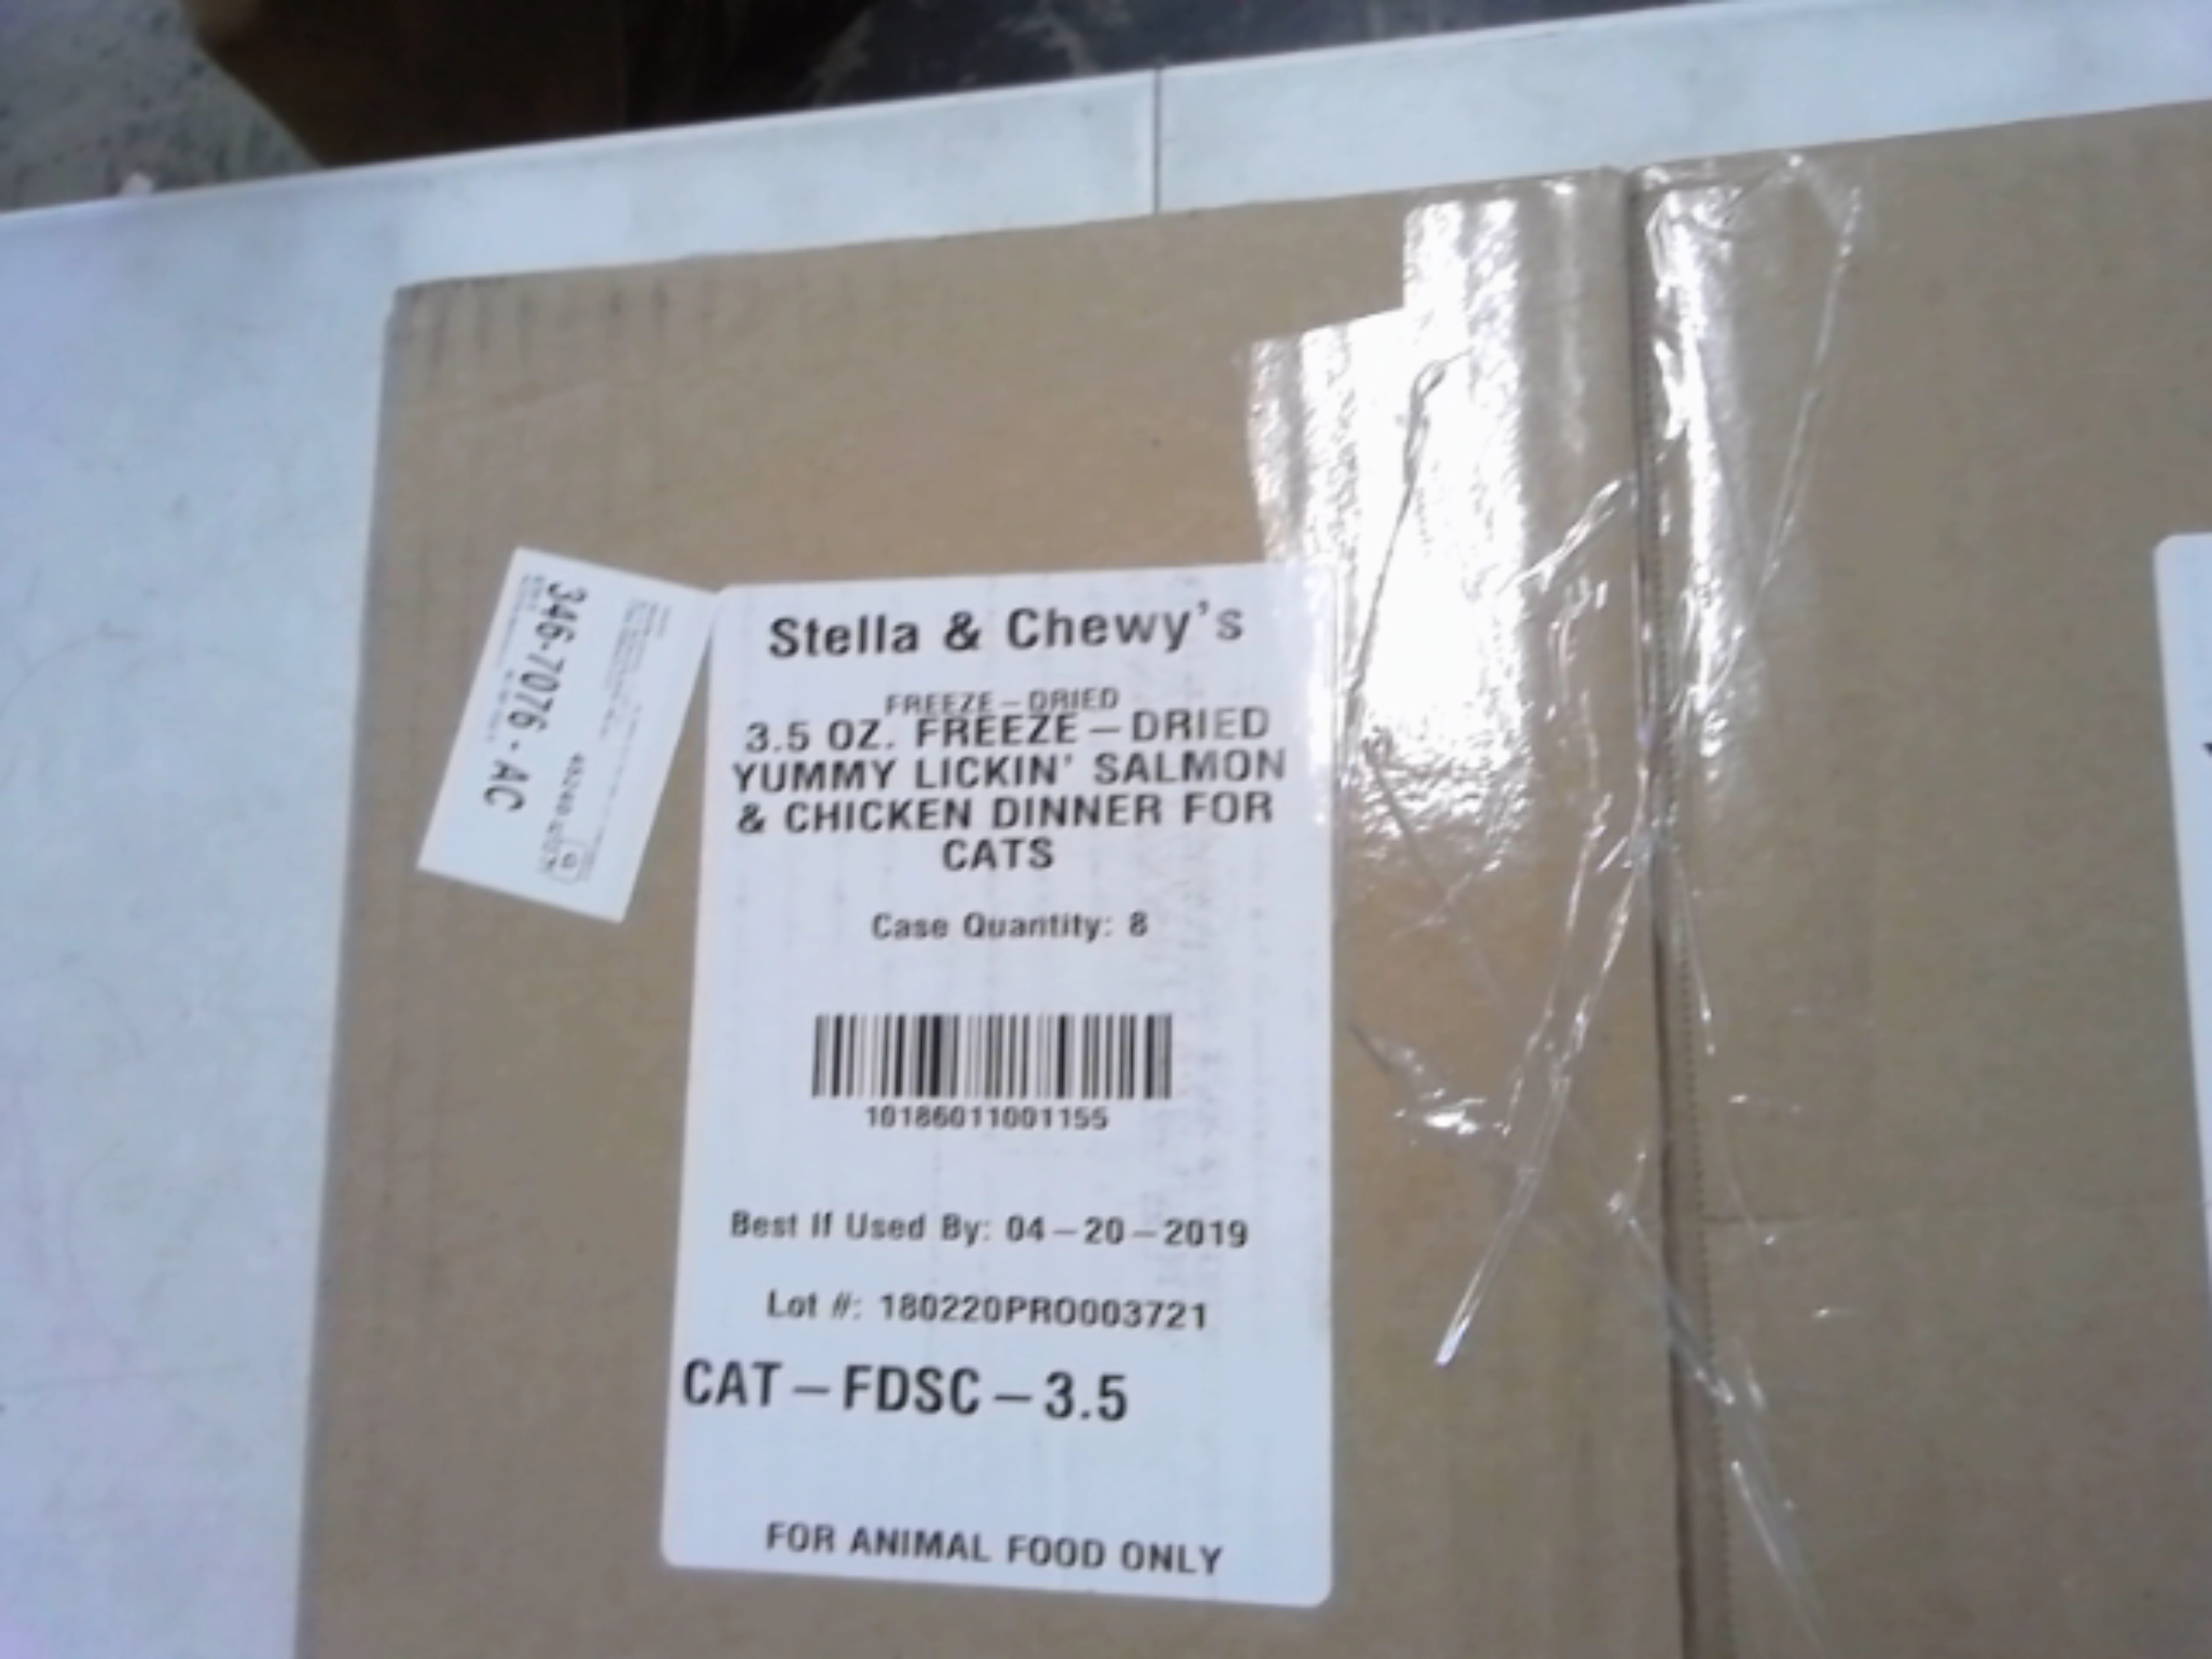 346-7076 - AC
Stella & Chewy's
FREEZE-DRIED
3.5 OZ. FREEZE-DRIED
YUMMY LICKIN' SALMON
& CHICKEN DINNER FOR
CATS
Case Quantity: 8
10186011001155
Best If Used By: 04-20-2019
Lot #: 180220PRO003721
CAT-FDSC-3.5
FOR ANIMAL FOOD ONLY